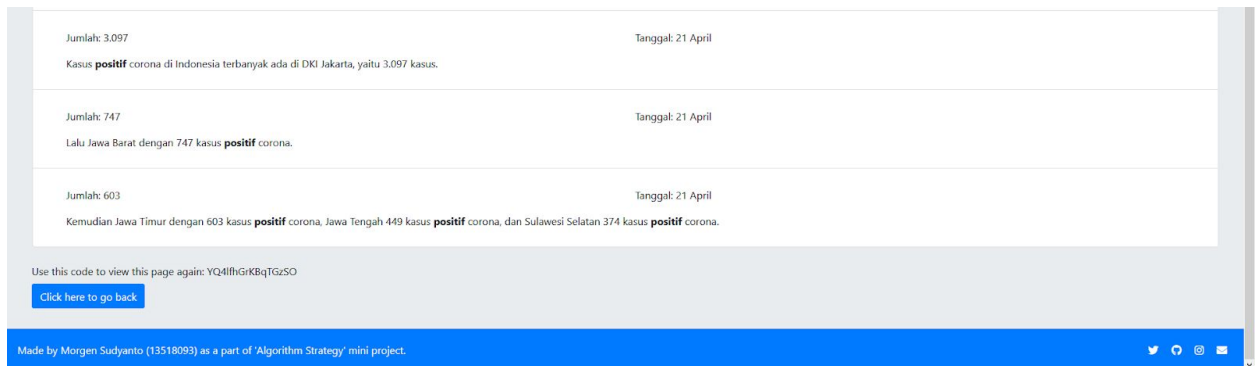 Jumlah: 3.097 Tanggal: 21 April
Kasus positif corona di Indonesia terbanyak ada di DKI Jakarta, yaitu 3.097 kasus.
Jumlah: 747 Tanggal: 21 April
Lalu Jawa Barat dengan 747 kasus positif corona.
Jumlah: 603 Tanggal: 21 April
Kemudian Jawa Timur dengan 603 kasus positif corona, Jawa Tengah 449 kasus positif corona, dan Sulawesi Selatan 374 kasus positif corona.
Use this code to view this page again: YQ4lfhGrKBqTGzSO
Click here to go back
Made by Morgen Sudyanto (13518093) as a part of 'Algorithm Strategy' mini project.